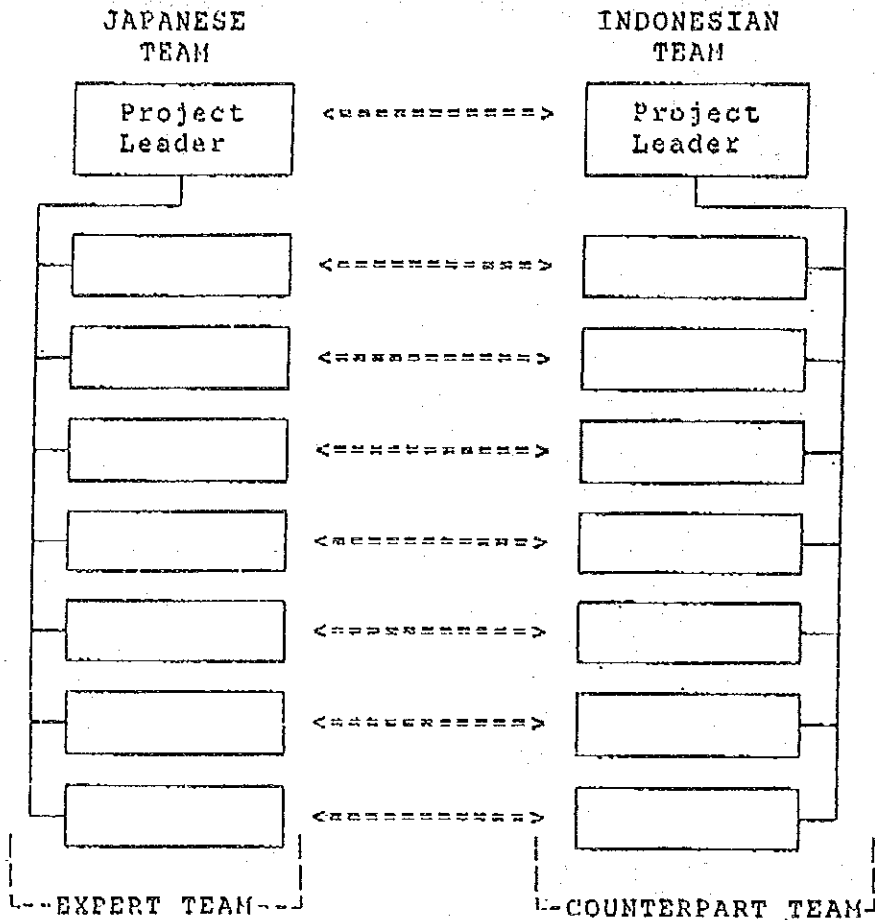 JAPANESE
TEAM
INDONESIAN
TEAM
Project
Leader
<==========>
Project
Leader
<==========>
<==========>
<==========>
<==========>
<==========>
<==========>
<==========>
EXPERT TEAM
COUNTERPART TEAM